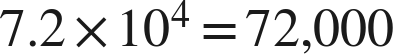 7.2 × 10⁴ = 72,000